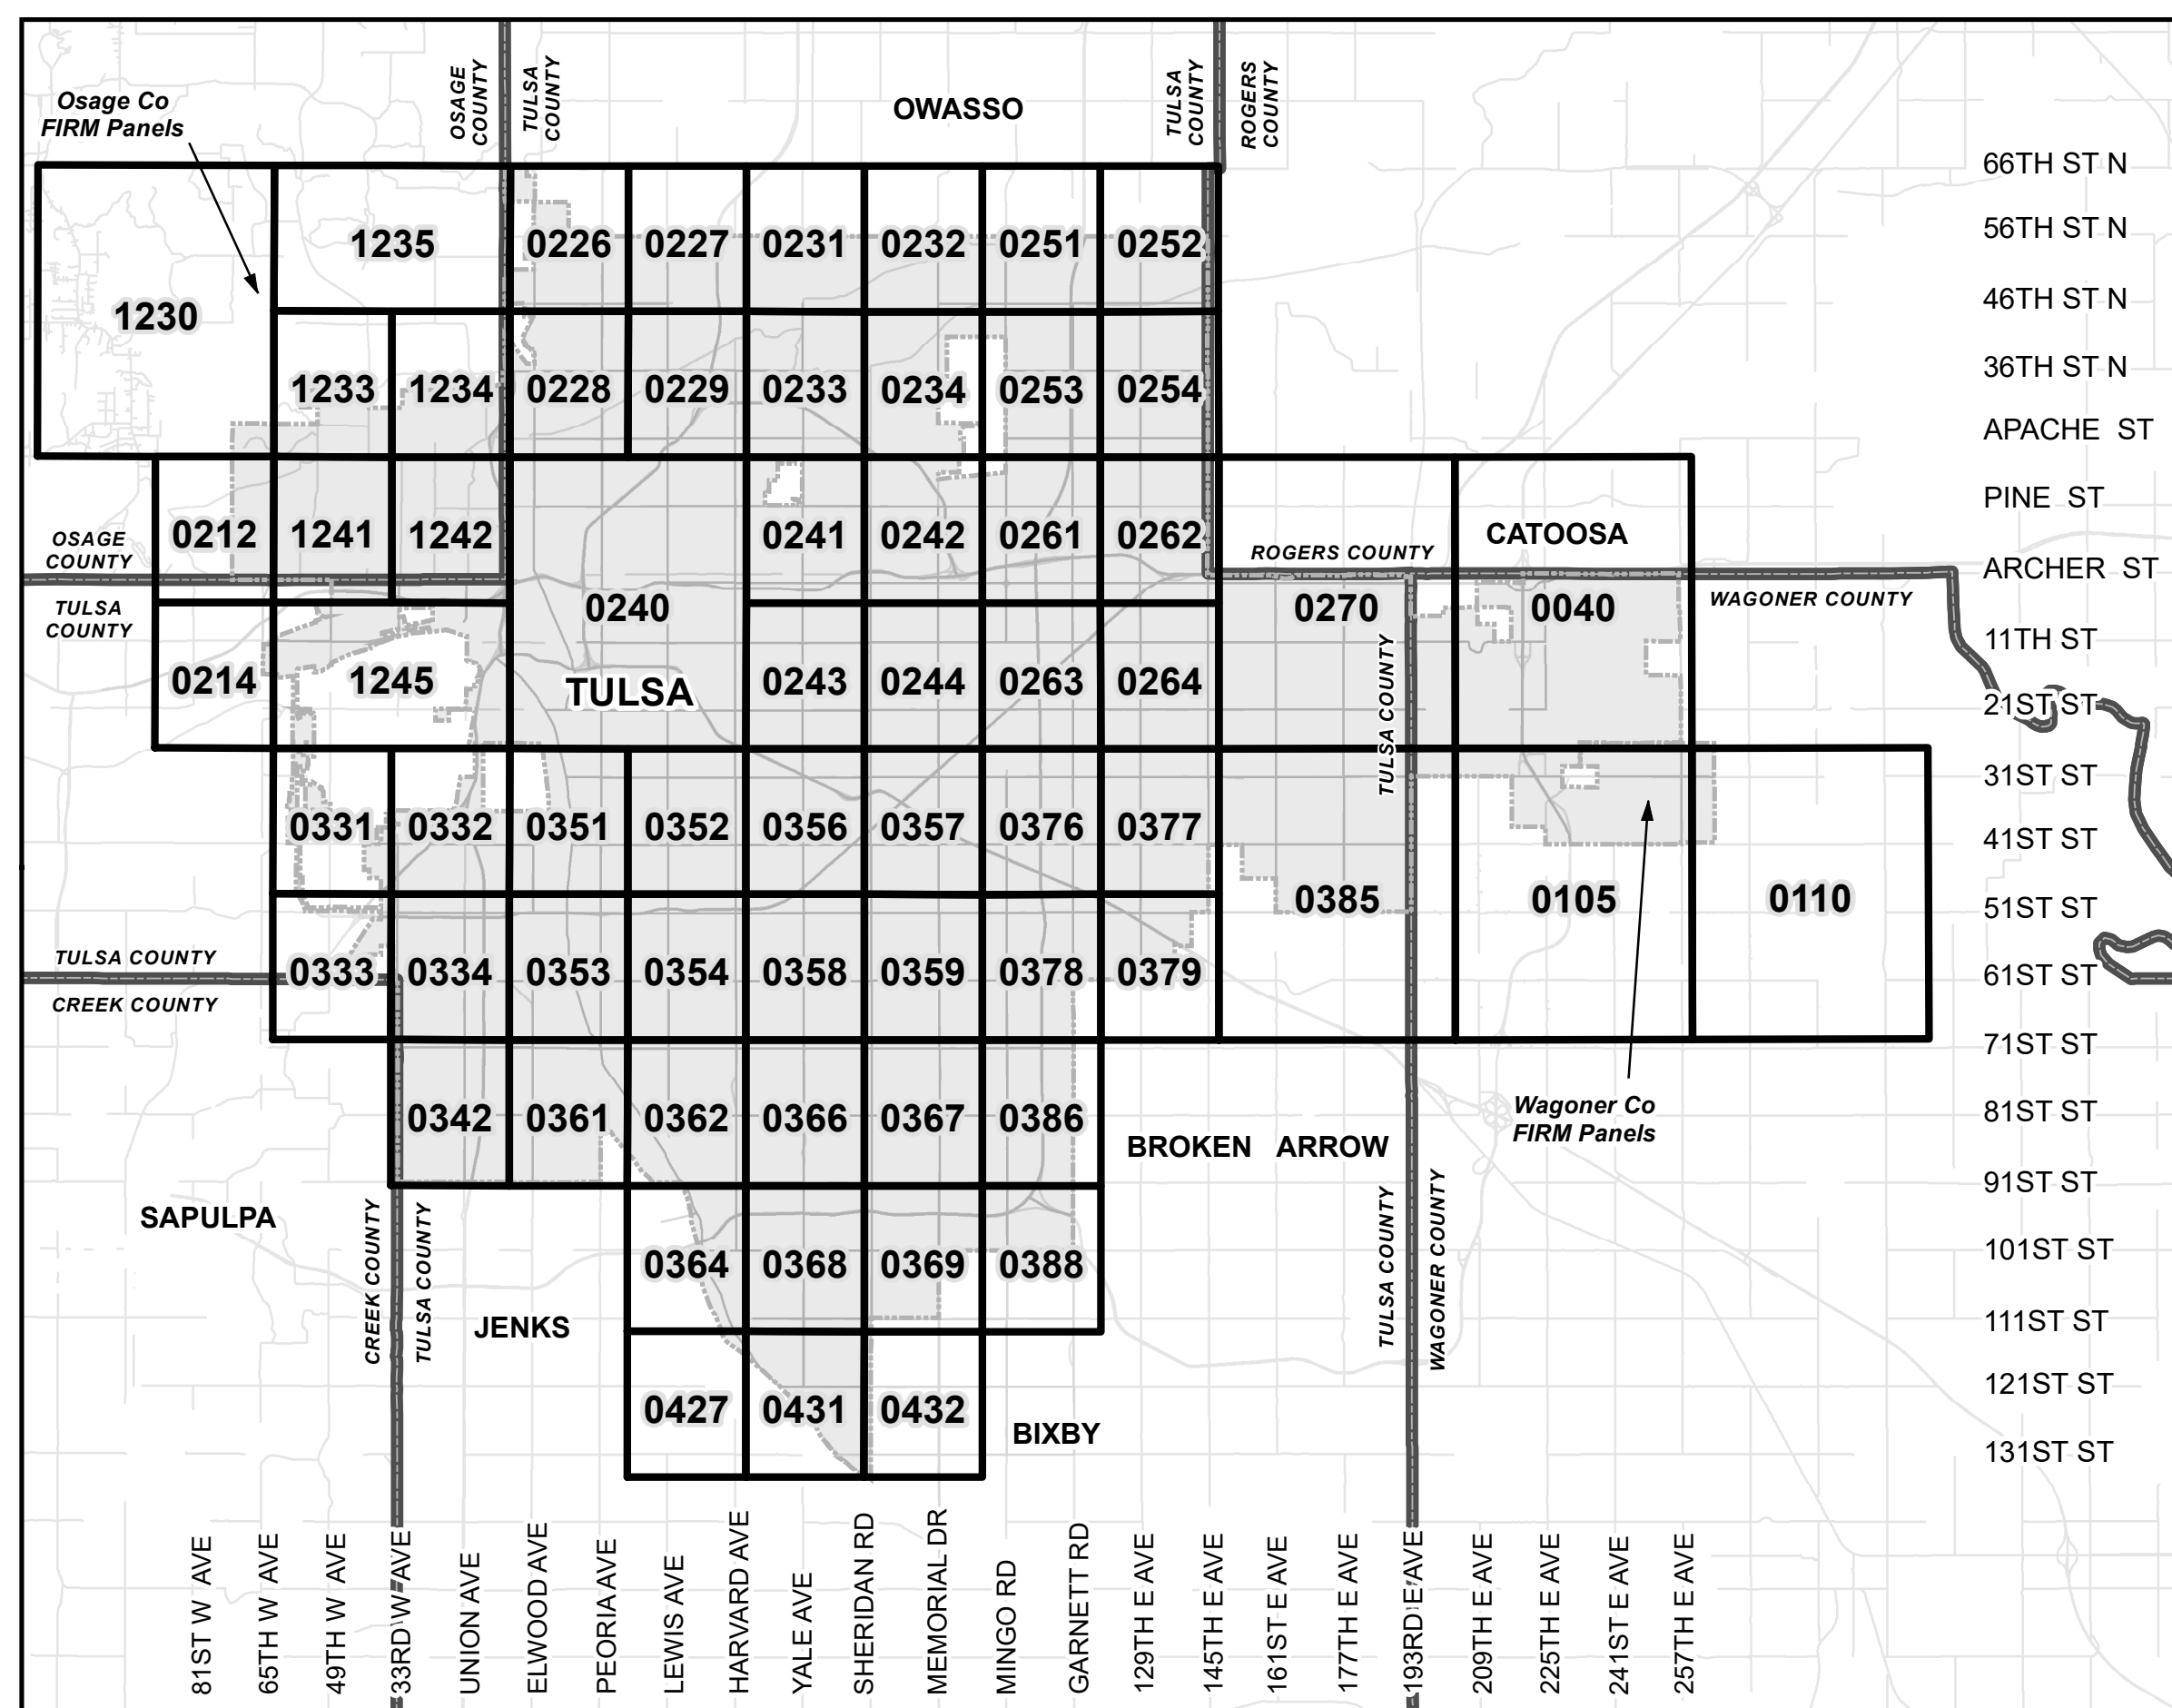 OWASSO
OSAGE
COUNTY
TULSA
COUNTY
TULSA
COUNTY
ROGERS
COUNTY
Osage Co
FIRM Panels
66TH ST N
56TH ST N
46TH ST N
36TH ST N
APACHE ST
PINE ST
ARCHER ST
11TH ST
21ST ST
31ST ST
41ST ST
51ST ST
61ST ST
71ST ST
81ST ST
91ST ST
101ST ST
111ST ST
121ST ST
131ST ST
1235 0226 0227 0231 0232 0251 0252
1230
1233 1234 0228 0229 0233 0234 0253 0254
0212 1241 1242 0241 0242 0261 0262
CATOOSA
OSAGE
COUNTY
ROGERS COUNTY
TULSA
COUNTY
WAGONER COUNTY
0240 0270 0040
0214 1245 TULSA 0243 0244 0263 0264
TULSA COUNTY
0331 0332 0351 0352 0356 0357 0376 0377
0385 0105 0110
TULSA COUNTY
CREEK COUNTY
0333 0334 0353 0354 0358 0359 0378 0379
0342 0361 0362 0366 0367 0386
Wagoner Co
FIRM Panels
BROKEN ARROW
SAPULPA
CREEK COUNTY
TULSA COUNTY
TULSA COUNTY
WAGONER COUNTY
0364 0368 0369 0388
JENKS
0427 0431 0432
BIXBY
81ST W AVE
65TH W AVE
49TH W AVE
33RD W AVE
UNION AVE
ELWOOD AVE
PEORIA AVE
LEWIS AVE
HARVARD AVE
YALE AVE
SHERIDAN RD
MEMORIAL DR
MINGO RD
GARNETT RD
129TH E AVE
145TH E AVE
161ST E AVE
177TH E AVE
193RD E AVE
209TH E AVE
225TH E AVE
241ST E AVE
257TH E AVE